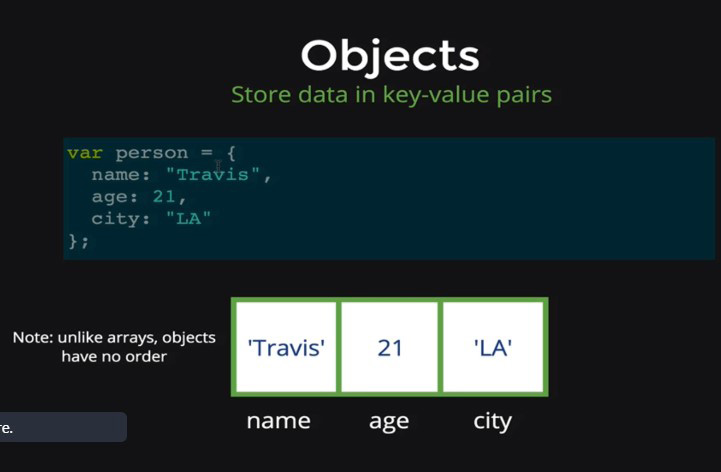 Objects
Store data in key-value pairs
var person = {
  name: "Travis",
  age: 21,
  city: "LA"
};
Note: unlike arrays, objects
have no order
'Travis' 21 'LA'
name age city
re.